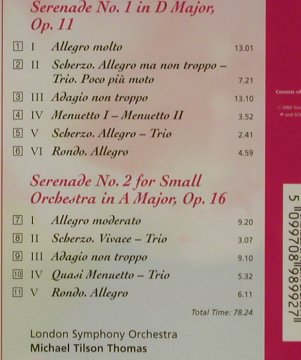 Serenade No. 1 in D Major,
Op. 11
1 I Allegro molto 13.01
2 II Scherzo. Allegro ma non troppo –
Trio. Poco più moto 7.21
3 III Adagio non troppo 13.10
4 IV Menuetto I – Menuetto II 3.52
5 V Scherzo. Allegro – Trio 2.41
6 VI Rondo. Allegro 4.59
Serenade No. 2 for Small
Orchestra in A Major, Op. 16
7 I Allegro moderato 9.20
8 II Scherzo. Vivace – Trio 3.07
9 III Adagio non troppo 9.10
10 IV Quasi Menuetto – Trio 5.32
11 V Rondo. Allegro 6.11
Total Time: 78.24
London Symphony Orchestra
Michael Tilson Thomas
Consists of
5 099708 989927